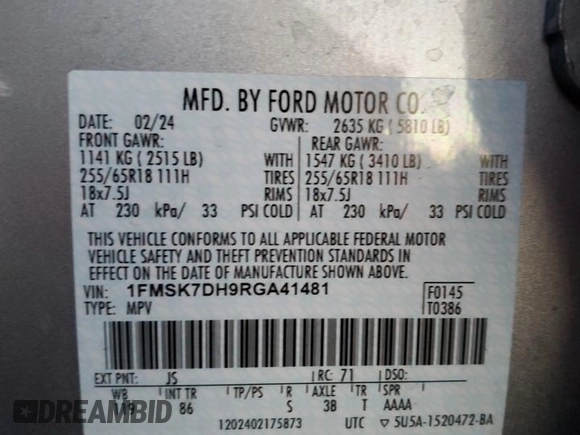 MFD. BY FORD MOTOR CO.
DATE: 02/24 GVWR: 2635 KG ( 5810 LB)
FRONT GAWR: REAR GAWR:
1141 KG ( 2515 LB) WITH 1547 KG ( 3410 LB) WITH
255/65R18 111H TIRES 255/65R18 111H TIRES
18x7.5J RIMS 18x7.5J RIMS
AT 230 kPa/ 33 PSI COLD AT 230 kPa/ 33 PSI COLD
THIS VEHICLE CONFORMS TO ALL APPLICABLE FEDERAL MOTOR
VEHICLE SAFETY AND THEFT PREVENTION STANDARDS IN
EFFECT ON THE DATE OF MANUFACTURE SHOWN ABOVE.
VIN: 1FMSK7DH9RGA41481 F0145
TYPE: MPV T0386
EXT PNT: JS RC: 71 DSO:
WB INT TR TP/PS R AXLE TR SPR
119 86 S 3B T AAAA
1202402175873 UTC 5U5A-1520472-BA
DREAMBID